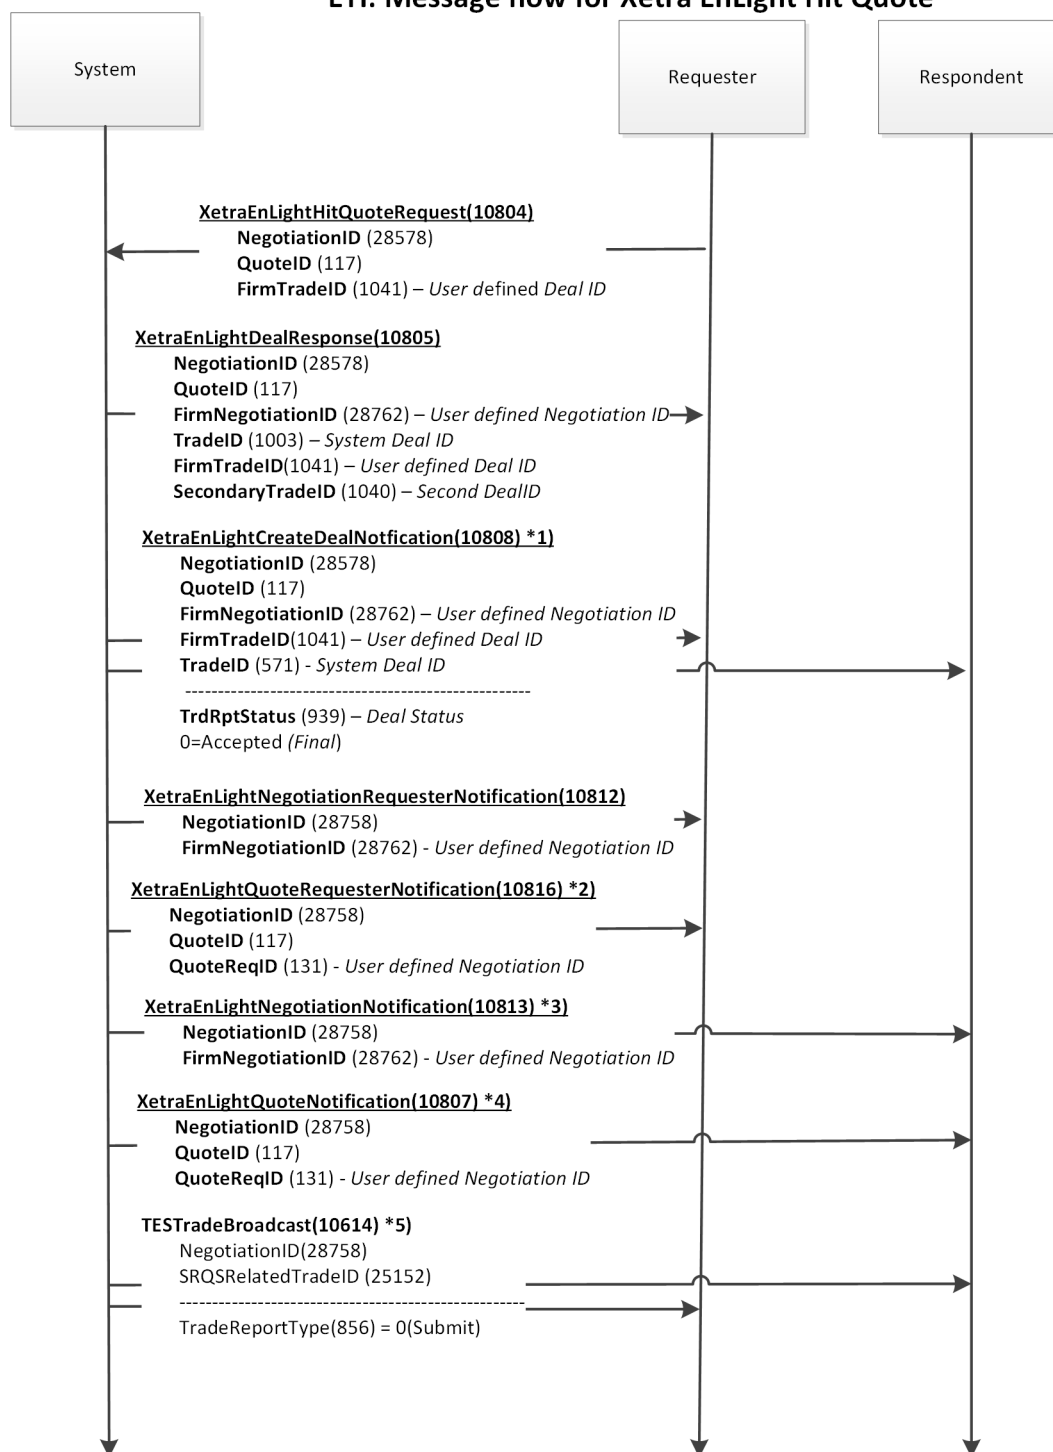 ETI: Message flow for Xetra EnLight Hit Quote
System
Requester
Respondent
XetraEnLightHitQuoteRequest(10804)
NegotiationID (28578)
QuoteID (117)
FirmTradeID (1041) – User defined Deal ID
XetraEnLightDealResponse(10805)
NegotiationID (28578)
QuoteID (117)
FirmNegotiationID (28762) – User defined Negotiation ID
TradeID (1003) – System Deal ID
FirmTradeID(1041) – User defined Deal ID
SecondaryTradeID (1040) – Second DealID
XetraEnLightCreateDealNotfication(10808) *1)
NegotiationID (28578)
QuoteID (117)
FirmNegotiationID (28762) – User defined Negotiation ID
FirmTradeID(1041) – User defined Deal ID
TradeID (571) - System Deal ID
-----------------------------------------------------
TrdRptStatus (939) – Deal Status
0=Accepted (Final)
XetraEnLightNegotiationRequesterNotification(10812)
NegotiationID (28758)
FirmNegotiationID (28762) - User defined Negotiation ID
XetraEnLightQuoteRequesterNotification(10816) *2)
NegotiationID (28758)
QuoteID (117)
QuoteReqID (131) - User defined Negotiation ID
XetraEnLightNegotiationNotification(10813) *3)
NegotiationID (28758)
FirmNegotiationID (28762) - User defined Negotiation ID
XetraEnLightQuoteNotification(10807) *4)
NegotiationID (28758)
QuoteID (117)
QuoteReqID (131) - User defined Negotiation ID
TESTradeBroadcast(10614) *5)
NegotiationID(28758)
SRQSRelatedTradeID (25152)
-----------------------------------------------------
TradeReportType(856) = 0(Submit)